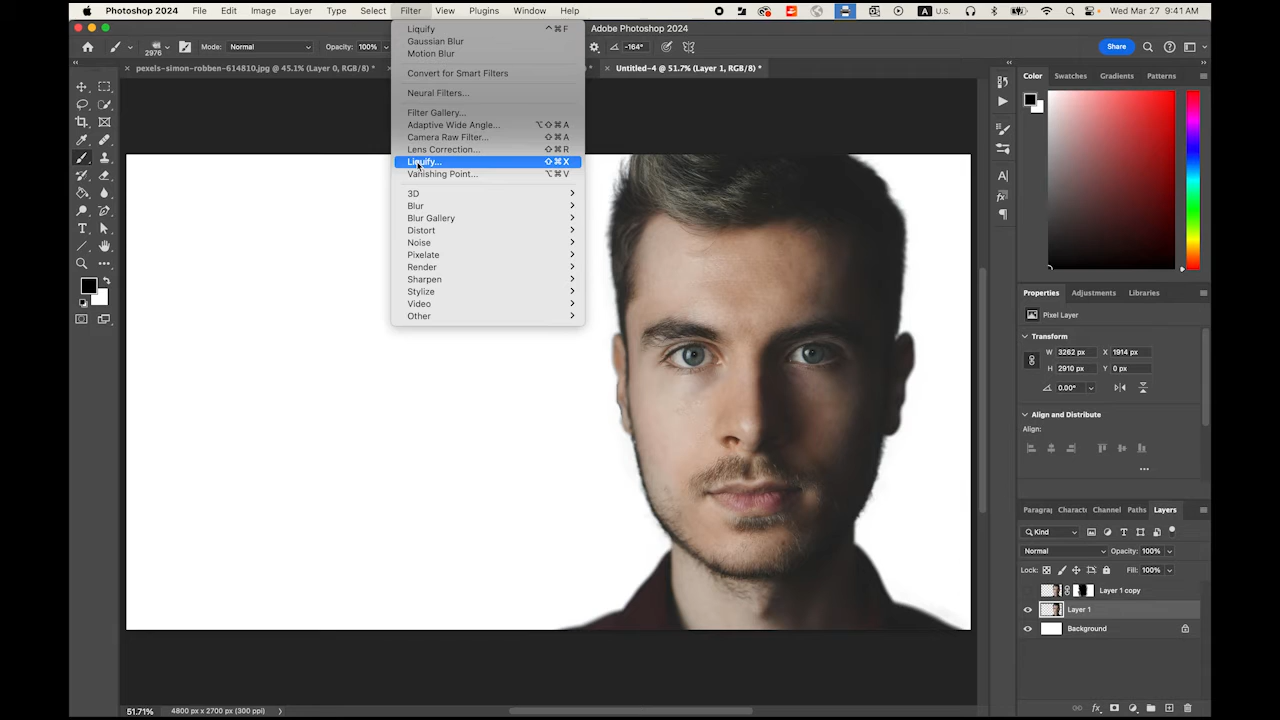 Photoshop 2024 File Edit Image Layer Type Select Filter View Plugins Window Help A U.S. Wed Mar 27 9:41 AM
Adobe Photoshop 2024
2976 Mode: Normal Opacity: 100% -164° Share
× pexels-simon-robben-614810.jpg @ 45.1% (Layer 0, RGB/8) * × Untitled-4 @ 51.7% (Layer 1, RGB/8) *
Liquify ^⌘F
Gaussian Blur
Motion Blur
Convert for Smart Filters
Neural Filters...
Filter Gallery...
Adaptive Wide Angle... ⌥⇧⌘A
Camera Raw Filter... ⇧⌘A
Lens Correction... ⇧⌘R
Liquify... ⇧⌘X
Vanishing Point... ⌥⌘V
3D
Blur
Blur Gallery
Distort
Noise
Pixelate
Render
Sharpen
Stylize
Video
Other
Color Swatches Gradients Patterns
Properties Adjustments Libraries
Pixel Layer
Transform
W 3262 px X 1914 px
H 2910 px Y 0 px
0.00°
Align and Distribute
Align:
Paragra Charact Channel Paths Layers
Kind
Normal Opacity: 100%
Lock: Fill: 100%
Layer 1 copy
Layer 1
Background
51.71% 4800 px x 2700 px (300 ppi)